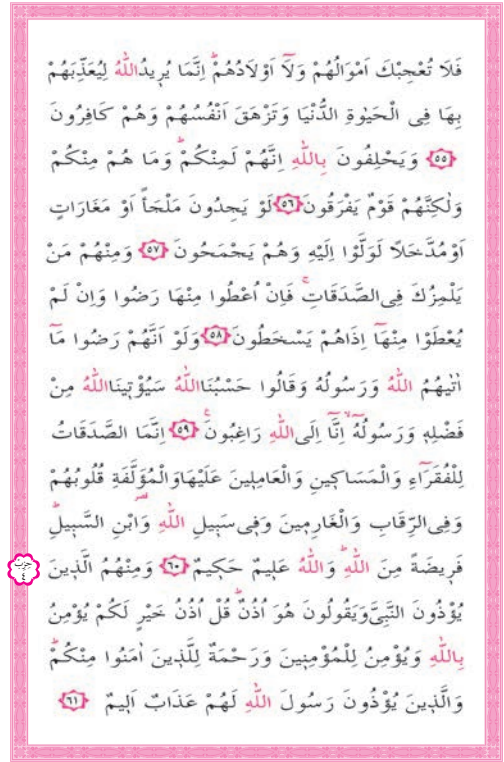 فَلَا تُعْجِبْكَ اَمْوَالُهُمْ وَلَٓا اَوْلَادُهُمْۜ اِنَّمَا يُر۪يدُ اللّٰهُ لِيُعَذِّبَهُمْ
بِهَا فِى الْحَيٰوةِ الدُّنْيَا وَتَزْهَقَ اَنْفُسُهُمْ وَهُمْ كَافِرُونَ
﴿٥٥﴾ وَيَحْلِفُونَ بِاللّٰهِ اِنَّهُمْ لَمِنْكُمْۜ وَمَا هُمْ مِنْكُمْ
وَلٰكِنَّهُمْ قَوْمٌ يَفْرَقُونَ ﴿٥٦﴾ لَوْ يَجِدُونَ مَلْجَـًٔا اَوْ مَغَارَاتٍ
اَوْ مُدَّخَلًا لَوَلَّوْا اِلَيْهِ وَهُمْ يَجْمَحُونَ ﴿٥٧﴾ وَمِنْهُمْ مَنْ
يَلْمِزُكَ فِى الصَّدَقَاتِۚ فَاِنْ اُعْطُوا مِنْهَا رَضُوا وَاِنْ لَمْ
يُعْطَوْا مِنْهَٓا اِذَاهُمْ يَسْخَطُونَ ﴿٥٨﴾ وَلَوْ اَنَّهُمْ رَضُوا مَٓا
اٰتٰيهُمُ اللّٰهُ وَرَسُولُهُ وَقَالُوا حَسْبُنَا اللّٰهُ سَيُؤْت۪ينَا اللّٰهُ مِنْ
فَضْلِه۪ وَرَسُولُهُٓۙ اِنَّٓا اِلَى اللّٰهِ رَاغِبُونَ۟ ﴿٥٩﴾ اِنَّمَا الصَّدَقَاتُ
لِلْفُقَرَٓاءِ وَالْمَسَاك۪ينِ وَالْعَامِل۪ينَ عَلَيْهَا وَالْمُؤَلَّفَةِ قُلُوبُهُمْ
وَفِى الرِّقَابِ وَالْغَارِم۪ينَ وَف۪ى سَب۪يلِ اللّٰهِ وَابْنِ السَّب۪يلِۜ
فَر۪يضَةً مِنَ اللّٰهِۜ وَاللّٰهُ عَل۪يمٌ حَك۪يمٌ ﴿٦٠﴾ وَمِنْهُمُ الَّذ۪ينَ
حزب ٤
يُؤْذُونَ النَّبِىَّ وَيَقُولُونَ هُوَ اُذُنٌۜ قُلْ اُذُنُ خَيْرٍ لَكُمْ يُؤْمِنُ
بِاللّٰهِ وَيُؤْمِنُ لِلْمُؤْمِن۪ينَ وَرَحْمَةٌ لِلَّذ۪ينَ اٰمَنُوا مِنْكُمْۜ
وَالَّذ۪ينَ يُؤْذُونَ رَسُولَ اللّٰهِ لَهُمْ عَذَابٌ اَل۪يمٌ ﴿٦١﴾